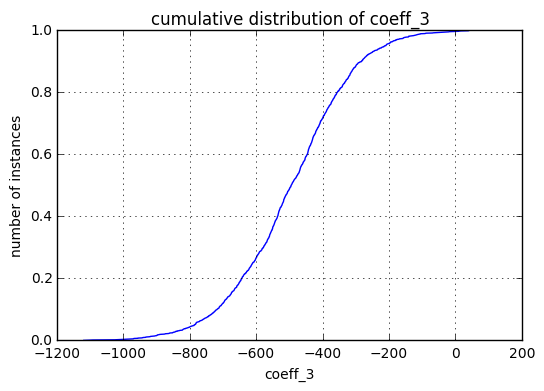 cumulative distribution of coeff_3
1.0
0.8
0.6
0.4
0.2
0.0
number of instances
−1200 −1000 −800 −600 −400 −200 0 200
coeff_3